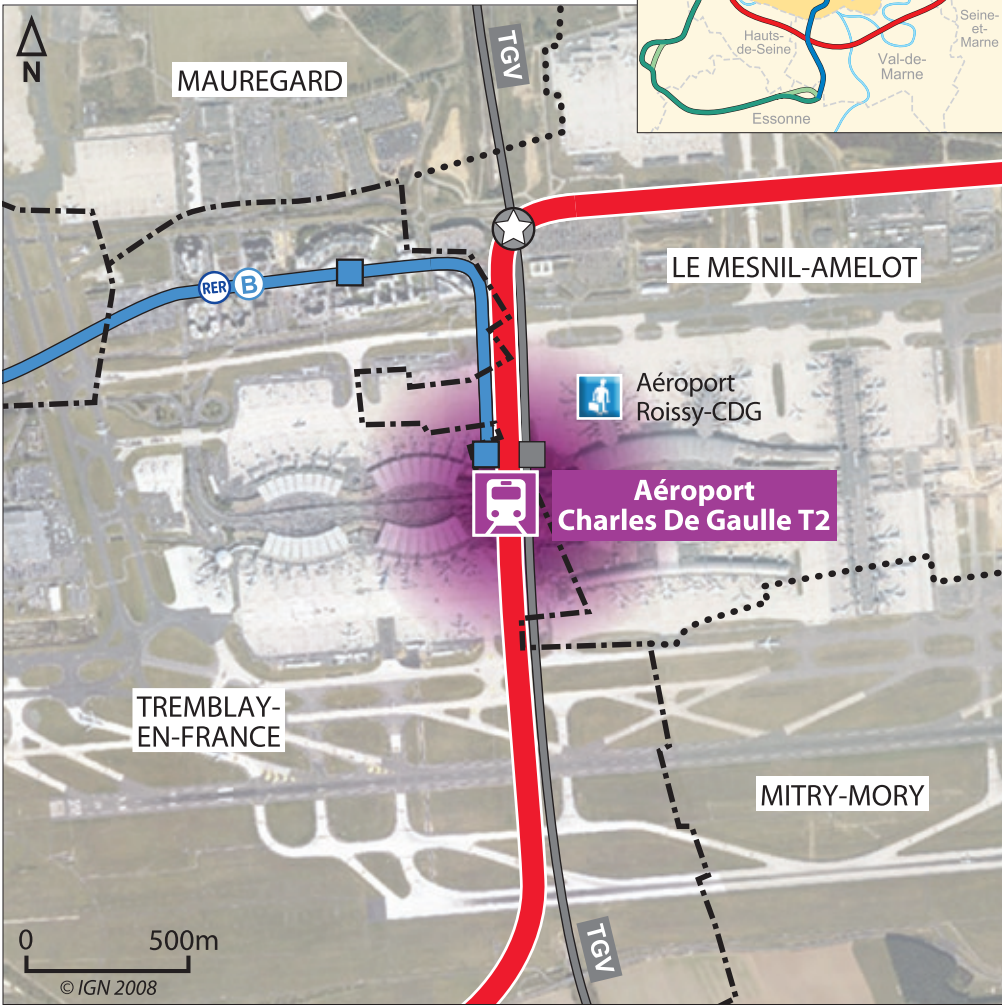 TGV
Seine-
et-
Marne
Hauts-
de-Seine
Val-de-
Marne
Essonne
N
MAUREGARD
LE MESNIL-AMELOT
RER B
Aéroport
Roissy-CDG
Aéroport
Charles De Gaulle T2
TREMBLAY-
EN-FRANCE
MITRY-MORY
0 500m
TGV
© IGN 2008